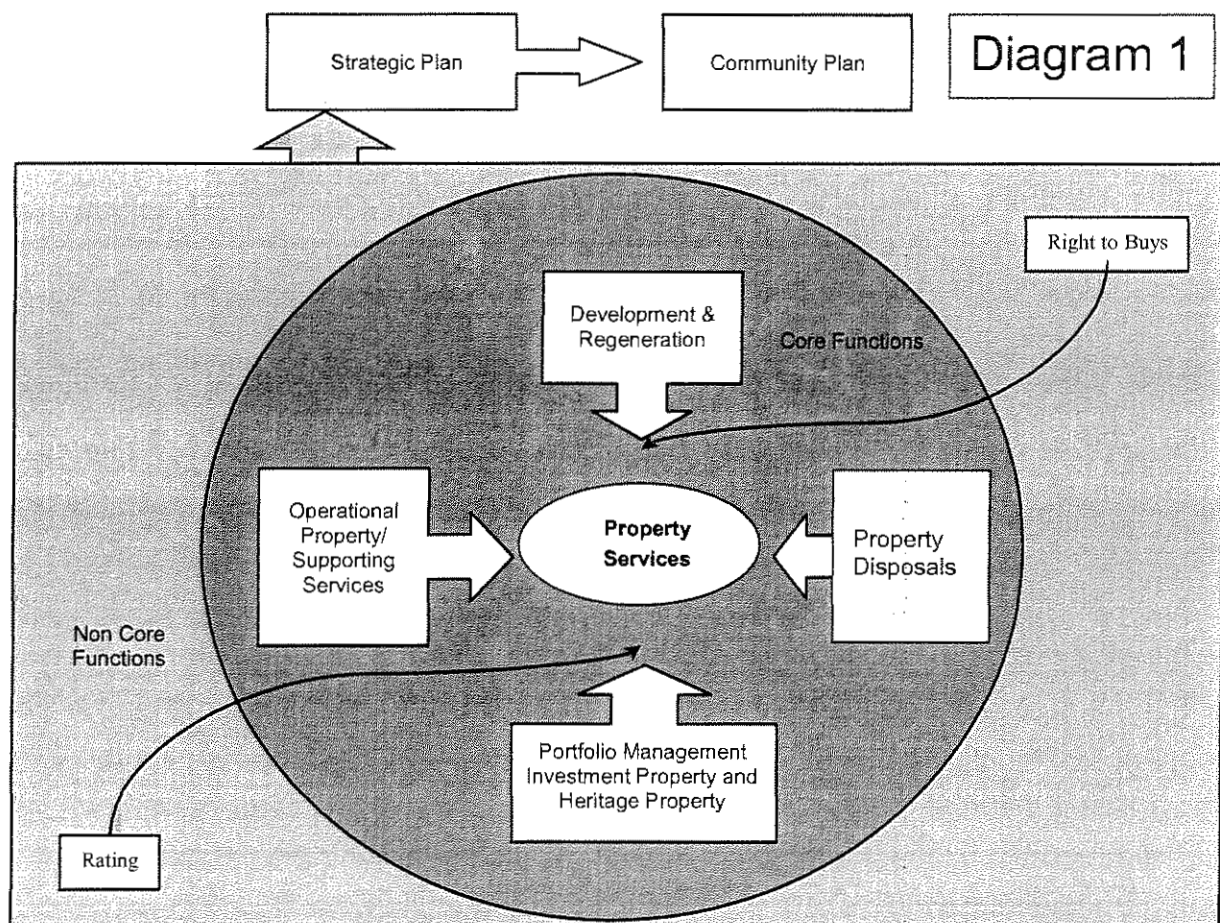 Strategic Plan
Community Plan
Diagram 1
Right to Buys
Development &
Regeneration
Core Functions
Operational
Property/
Supporting
Services
Property
Services
Property
Disposals
Non Core
Functions
Portfolio Management
Investment Property and
Heritage Property
Rating